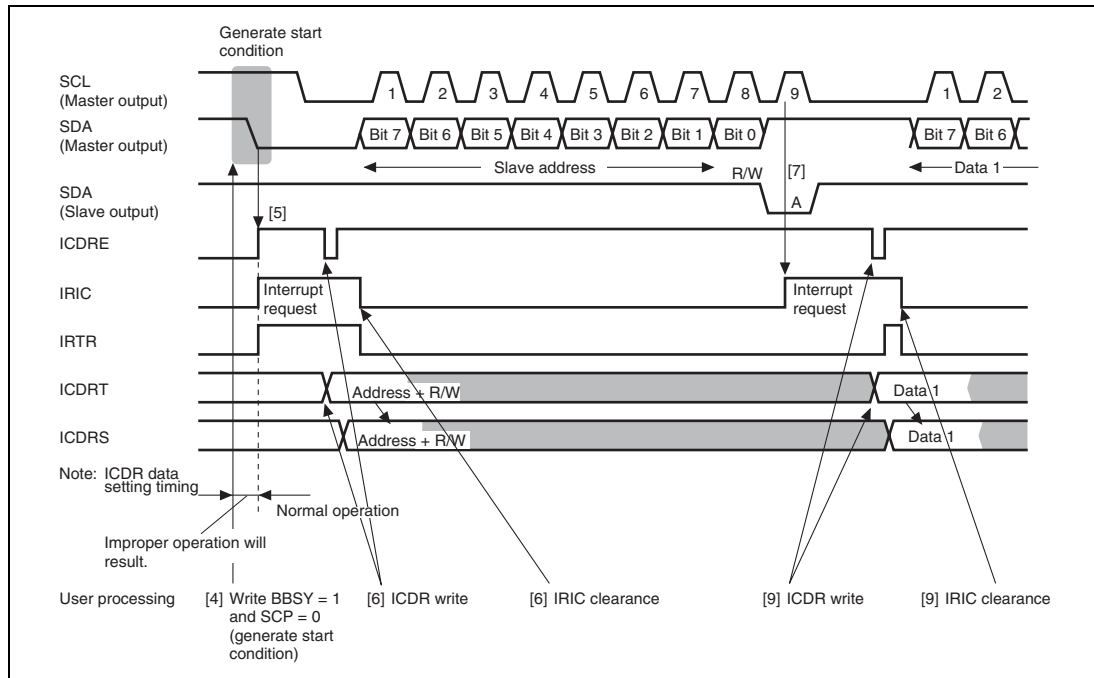 Generate start
condition
SCL
(Master output)
1 2 3 4 5 6 7 8 9 1 2
SDA
(Master output)
Bit 7 Bit 6 Bit 5 Bit 4 Bit 3 Bit 2 Bit 1 Bit 0 Bit 7 Bit 6
Slave address R/W [7] Data 1
SDA
(Slave output)
A
[5]
ICDRE
IRIC
Interrupt
request
Interrupt
request
IRTR
ICDRT
Address + R/W Data 1
ICDRS
Address + R/W Data 1
Note: ICDR data
setting timing
Normal operation
Improper operation will
result.
User processing [4] Write BBSY = 1
and SCP = 0
(generate start
condition)
[6] ICDR write [6] IRIC clearance [9] ICDR write [9] IRIC clearance